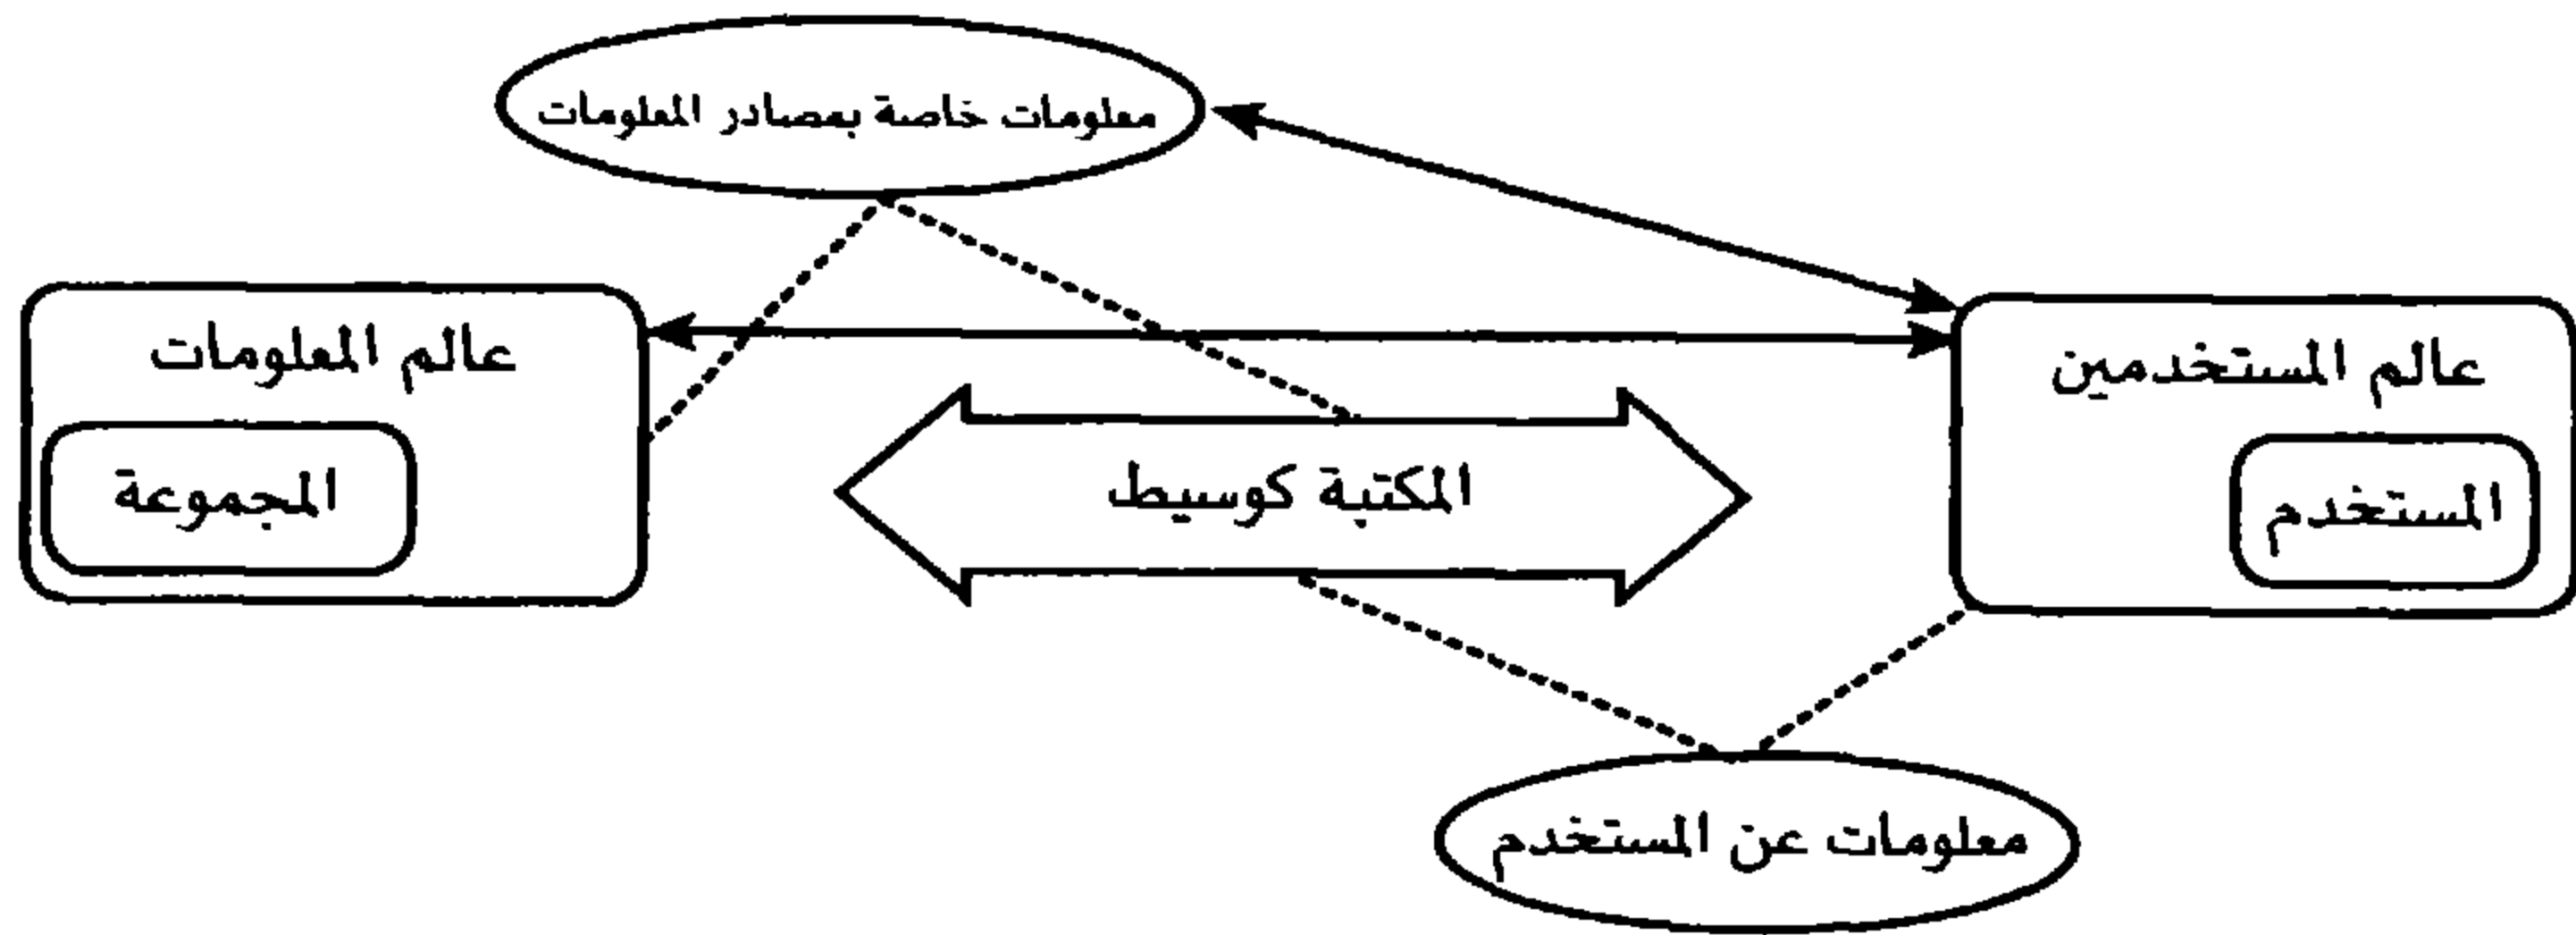 معلومات خاصة بمصادر المعلومات
عالم المستخدمين
عالم المعلومات
المستخدم
المكتبة كوسيط
المجموعة
معلومات عن المستخدم